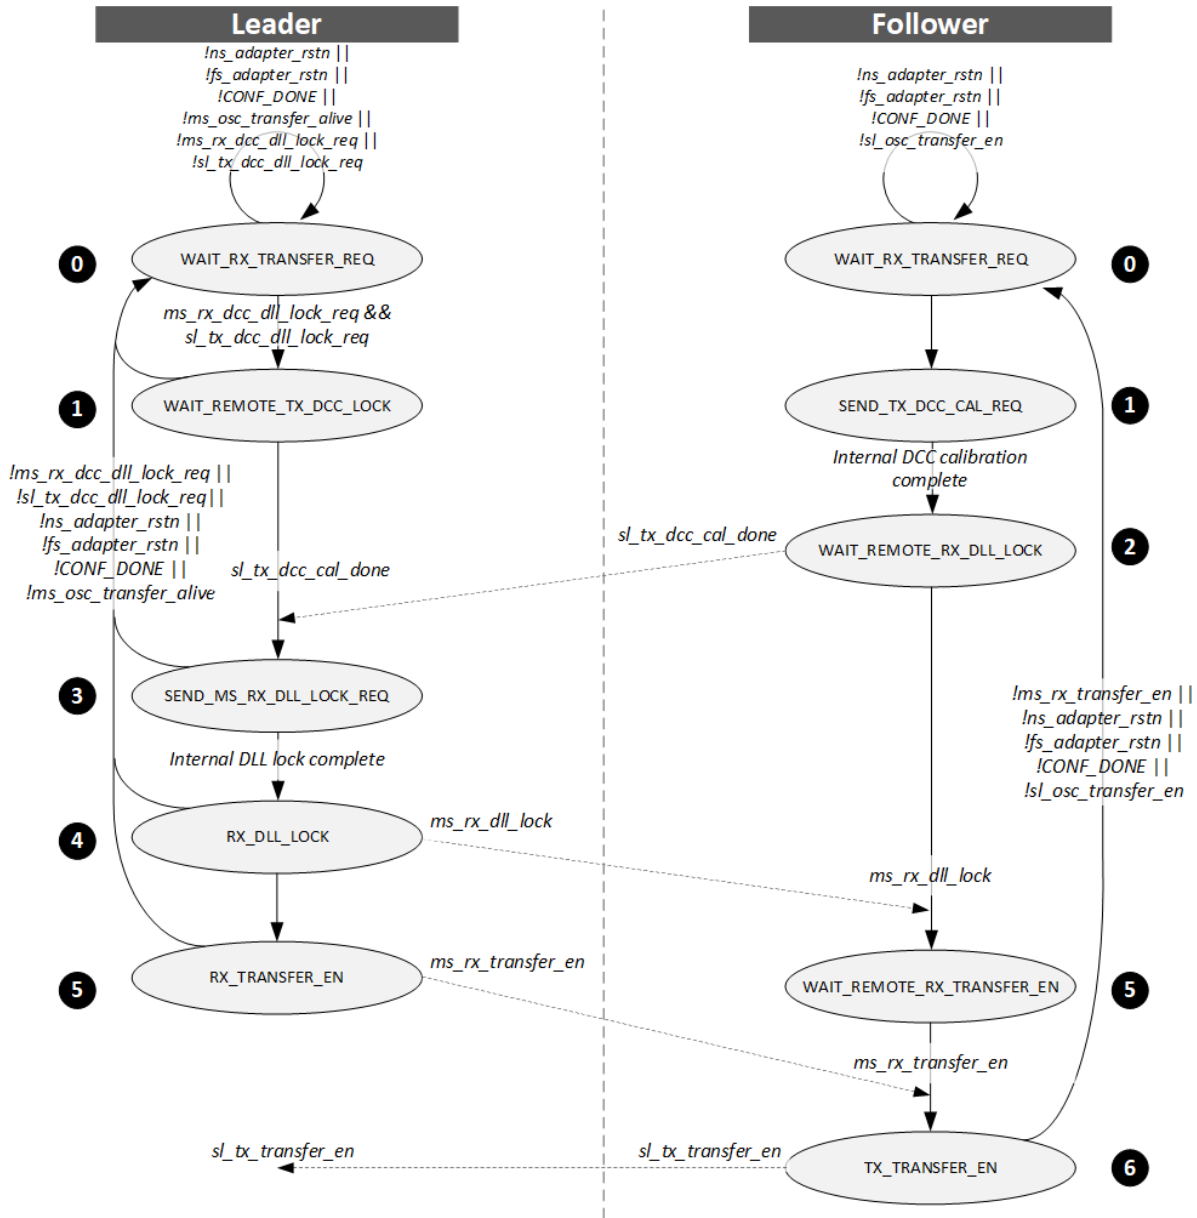 Leader
!ns_adapter_rstn ||
!fs_adapter_rstn ||
!CONF_DONE ||
!ms_osc_transfer_alive ||
!ms_rx_dcc_dll_lock_req ||
!sl_tx_dcc_dll_lock_req
0
WAIT_RX_TRANSFER_REQ
ms_rx_dcc_dll_lock_req &&
sl_tx_dcc_dll_lock_req
1
WAIT_REMOTE_TX_DCC_LOCK
!ms_rx_dcc_dll_lock_req ||
!sl_tx_dcc_dll_lock_req||
!ns_adapter_rstn ||
!fs_adapter_rstn ||
!CONF_DONE ||
!ms_osc_transfer_alive
sl_tx_dcc_cal_done
3
SEND_MS_RX_DLL_LOCK_REQ
Internal DLL lock complete
4
RX_DLL_LOCK
ms_rx_dll_lock
5
RX_TRANSFER_EN
ms_rx_transfer_en
sl_tx_transfer_en
Follower
!ns_adapter_rstn ||
!fs_adapter_rstn ||
!CONF_DONE ||
!sl_osc_transfer_en
WAIT_RX_TRANSFER_REQ
0
SEND_TX_DCC_CAL_REQ
1
Internal DCC calibration
complete
sl_tx_dcc_cal_done
WAIT_REMOTE_RX_DLL_LOCK
2
!ms_rx_transfer_en ||
!ns_adapter_rstn ||
!fs_adapter_rstn ||
!CONF_DONE ||
!sl_osc_transfer_en
ms_rx_dll_lock
WAIT_REMOTE_RX_TRANSFER_EN
5
ms_rx_transfer_en
sl_tx_transfer_en
TX_TRANSFER_EN
6